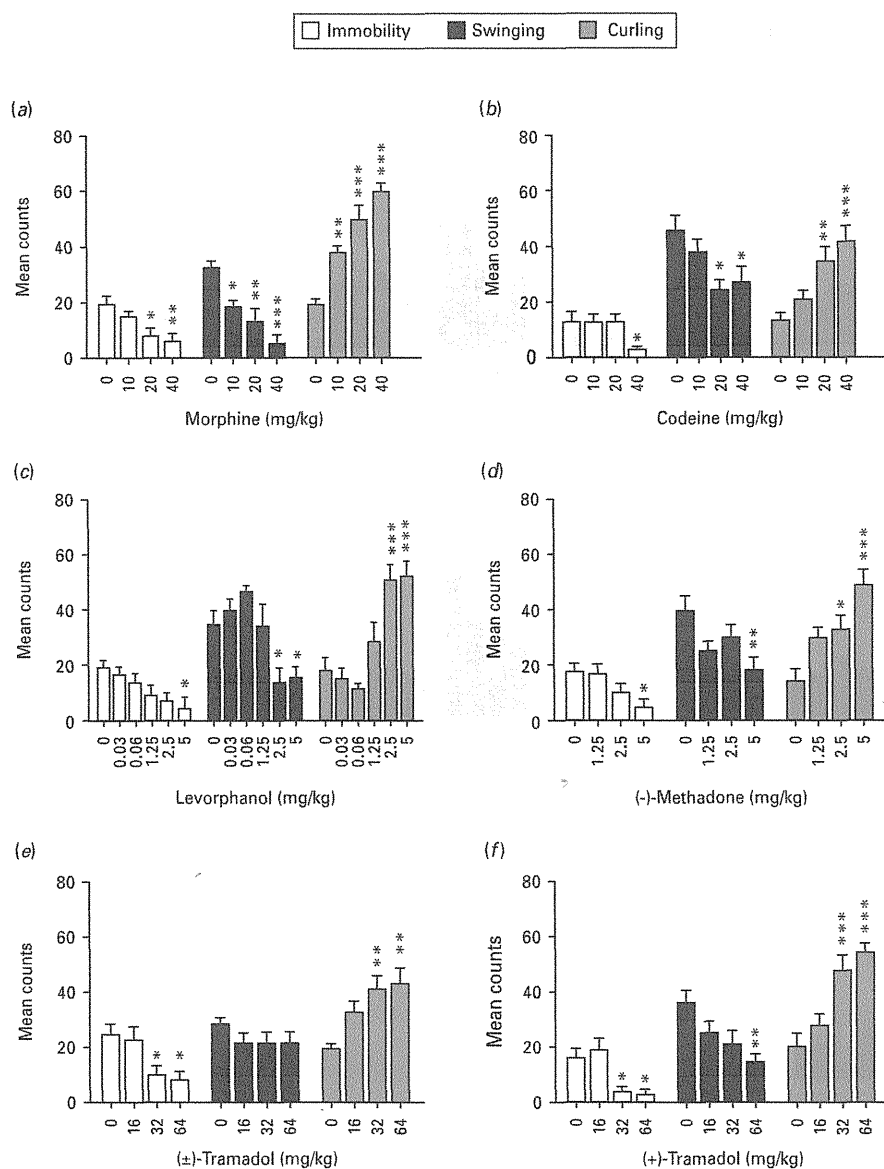 Immobility Swinging Curling
(a)
80
60
40
20
0
Mean counts
* ** * ** *** ** *** ***
0 10 20 40 0 10 20 40 0 10 20 40
Morphine (mg/kg)
(b)
80
60
40
20
0
Mean counts
* * * ** ***
0 10 20 40 0 10 20 40 0 10 20 40
Codeine (mg/kg)
(c)
80
60
40
20
0
Mean counts
* * * *** ***
0 0.03 0.06 1.25 2.5 5 0 0.03 0.06 1.25 2.5 5 0 0.03 0.06 1.25 2.5 5
Levorphanol (mg/kg)
(d)
80
60
40
20
0
Mean counts
* ** * ***
0 1.25 2.5 5 0 1.25 2.5 5 0 1.25 2.5 5
(-)-Methadone (mg/kg)
(e)
80
60
40
20
0
Mean counts
* * ** **
0 16 32 64 0 16 32 64 0 16 32 64
(±)-Tramadol (mg/kg)
(f)
80
60
40
20
0
Mean counts
* * ** *** ***
0 16 32 64 0 16 32 64 0 16 32 64
(+)-Tramadol (mg/kg)